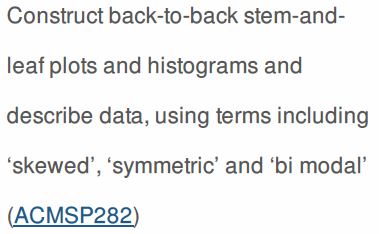 Construct back-to-back stem-and-
leaf plots and histograms and
describe data, using terms including
‘skewed’, ‘symmetric’ and ‘bi modal’
(ACMSP282)